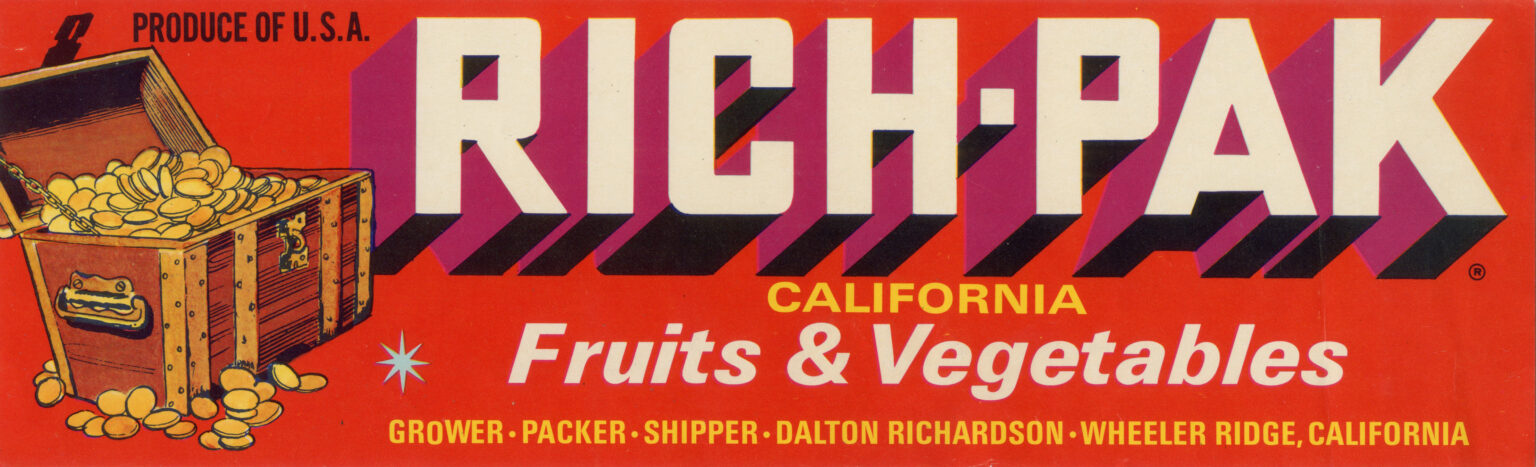 PRODUCE OF U.S.A.
RICH-PAK
®
CALIFORNIA
Fruits & Vegetables
GROWER • PACKER • SHIPPER • DALTON RICHARDSON • WHEELER RIDGE, CALIFORNIA